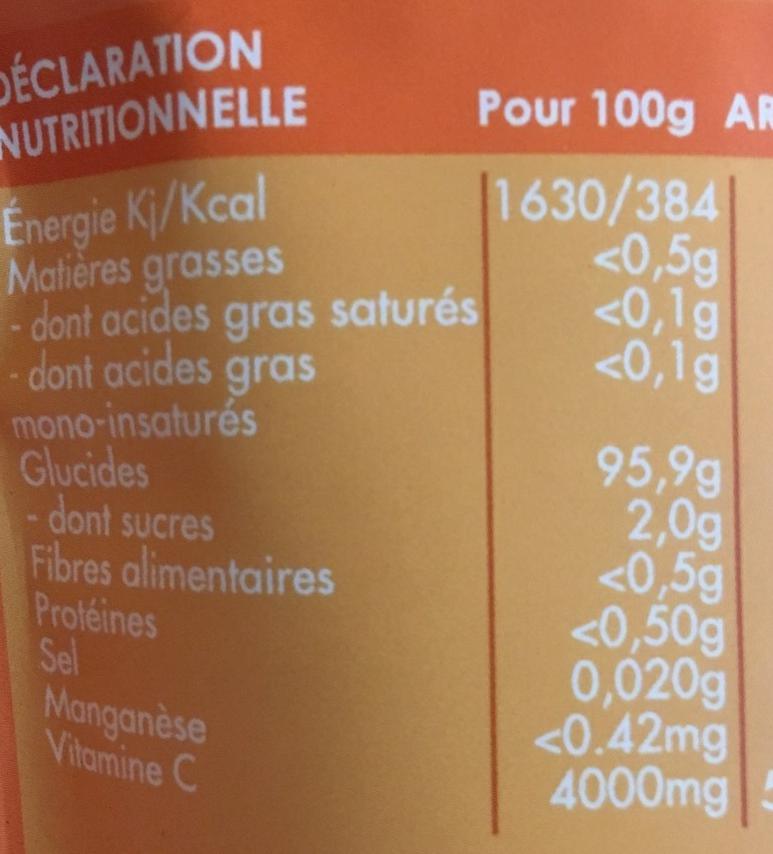 DÉCLARATION
NUTRITIONNELLE Pour 100g AR
Énergie Kj/Kcal 1630/384
Matières grasses <0,5g
- dont acides gras saturés <0,1g
- dont acides gras <0,1g
mono-insaturés
Glucides 95,9g
- dont sucres 2,0g
Fibres alimentaires <0,5g
Protéines <0,50g
Sel 0,020g
Manganèse <0.42mg
Vitamine C 4000mg